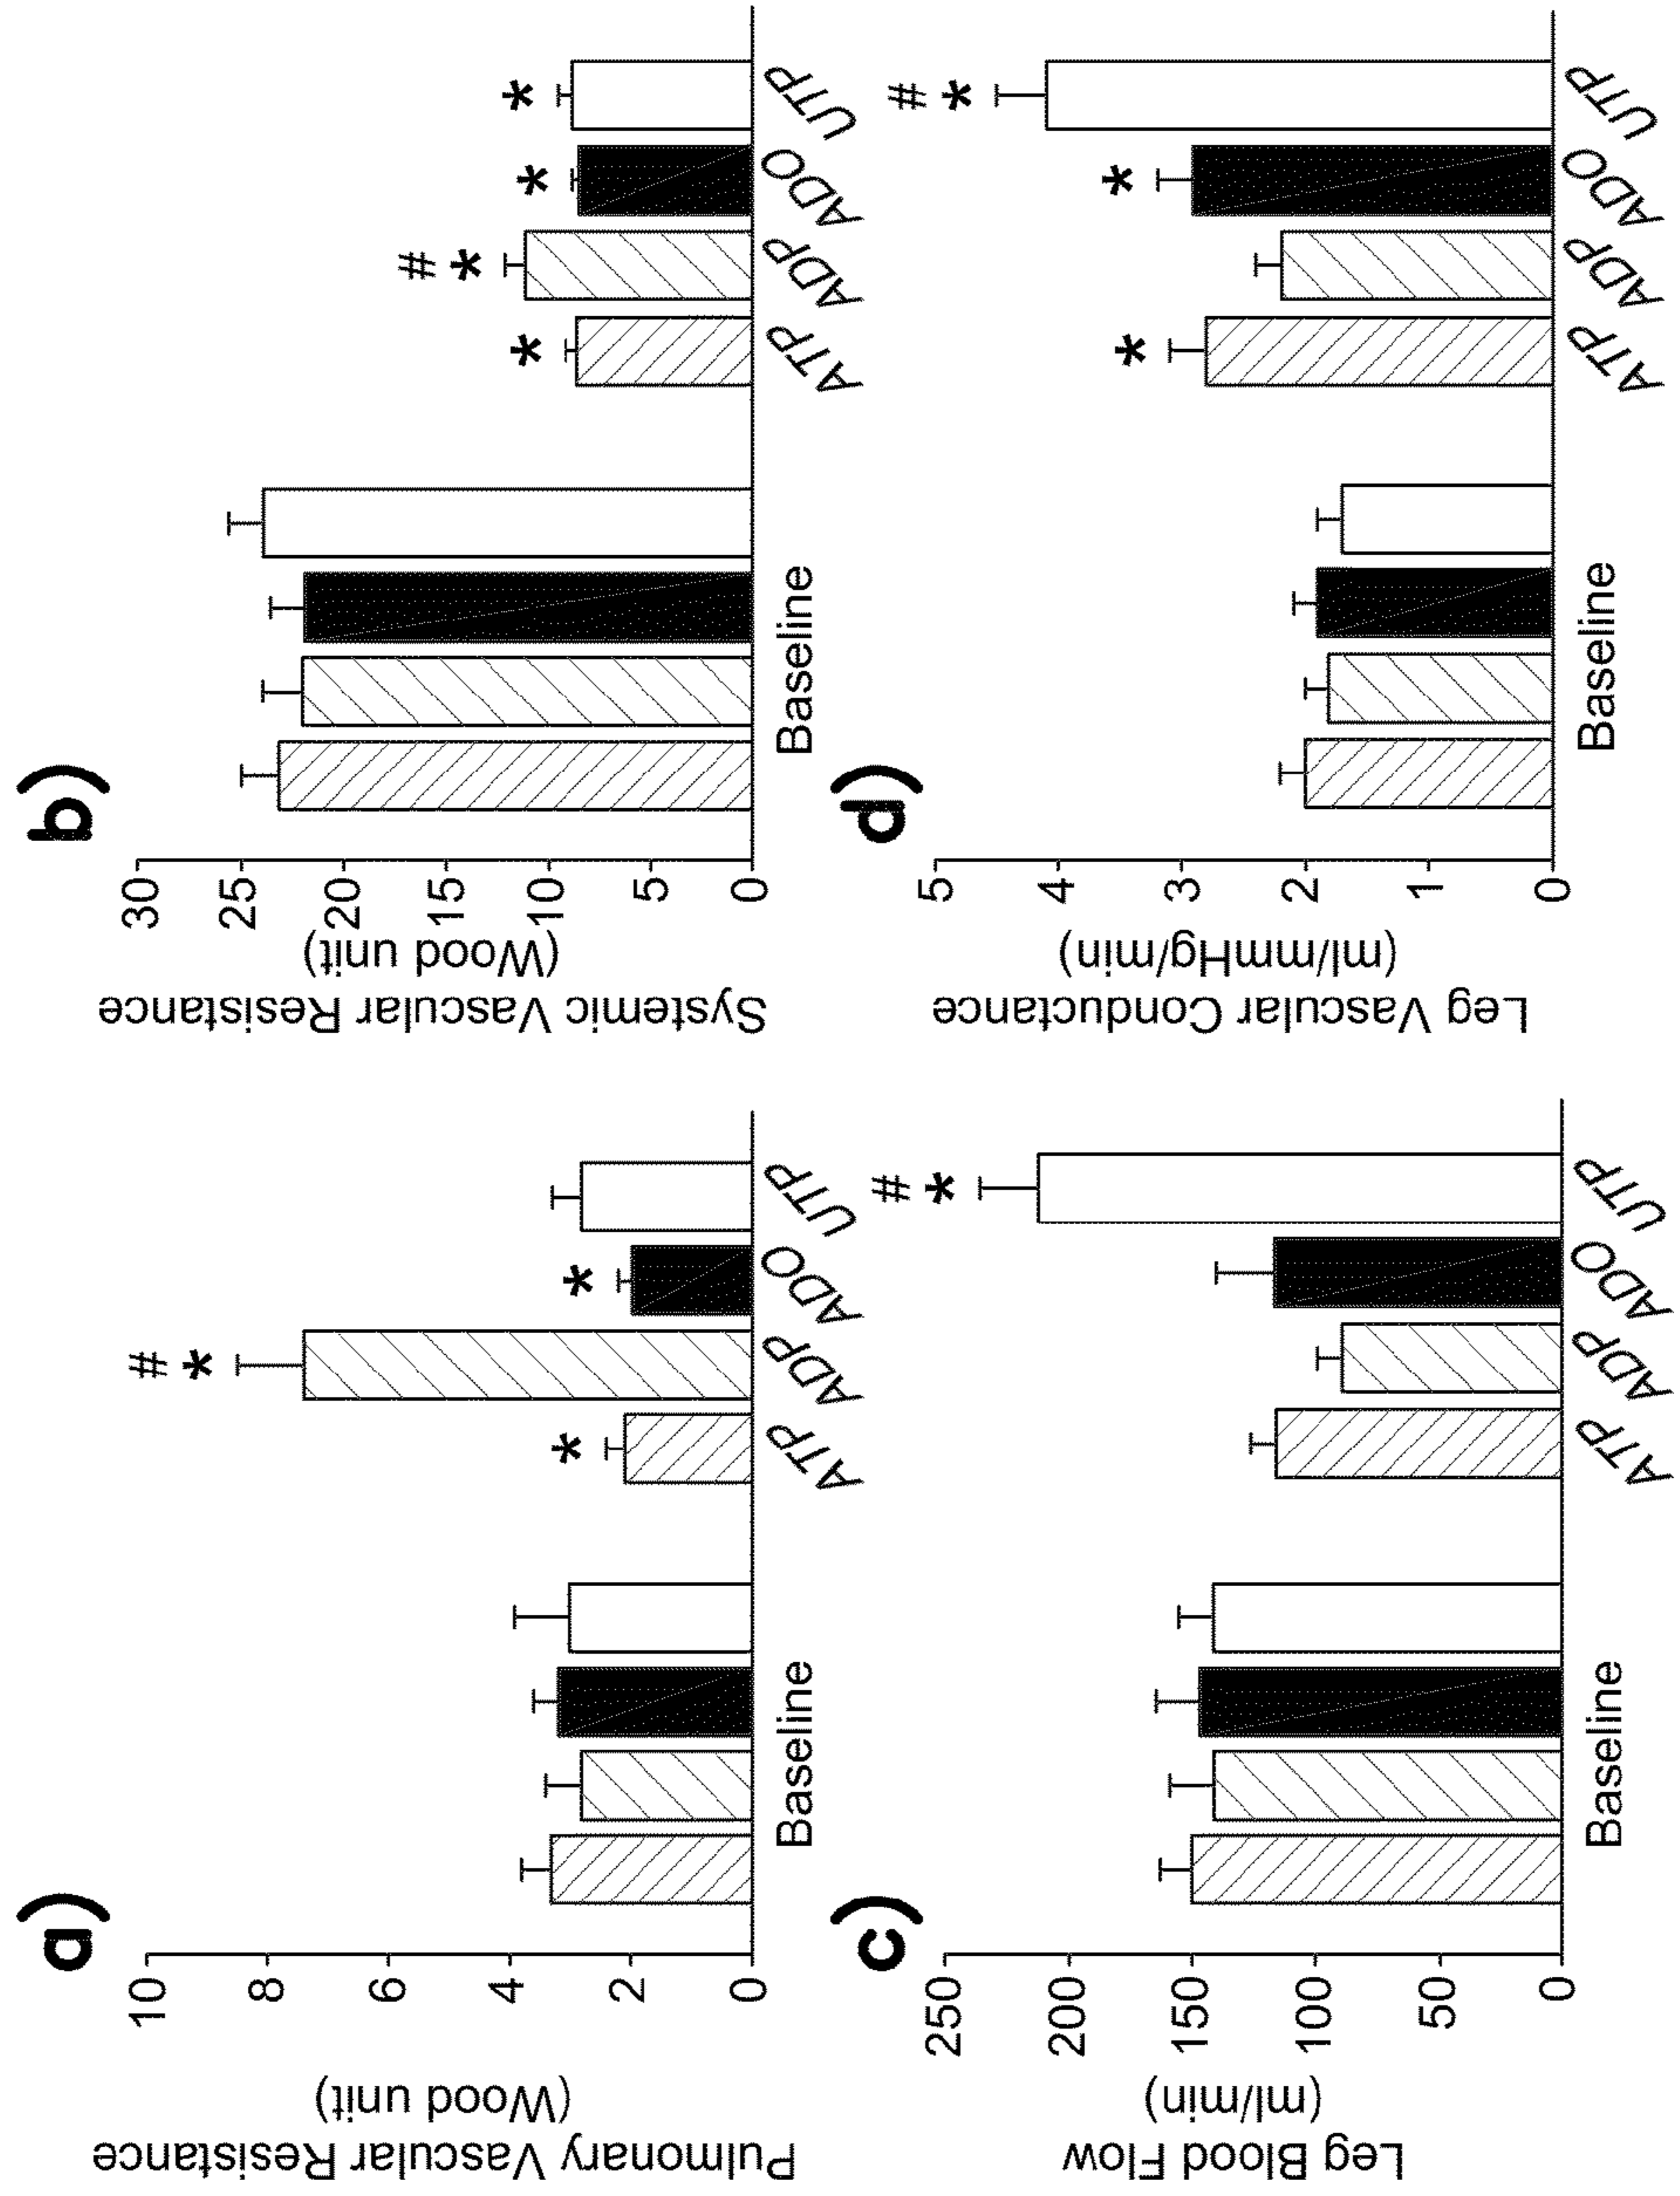 a)
Pulmonary Vascular Resistance
(Wood unit)
10
8
6
4
2
0
# *
* *
Baseline
ATP ADP ADO UTP
b)
Systemic Vascular Resistance
(Wood unit)
30
25
20
15
10
5
0
#
* * * *
Baseline
ATP ADP ADO UTP
c)
Leg Blood Flow
(ml/min)
250
200
150
100
50
0
#
*
Baseline
ATP ADP ADO UTP
d)
Leg Vascular Conductance
(ml/mmHg/min)
5
4
3
2
1
0
#
* * *
Baseline
ATP ADP ADO UTP